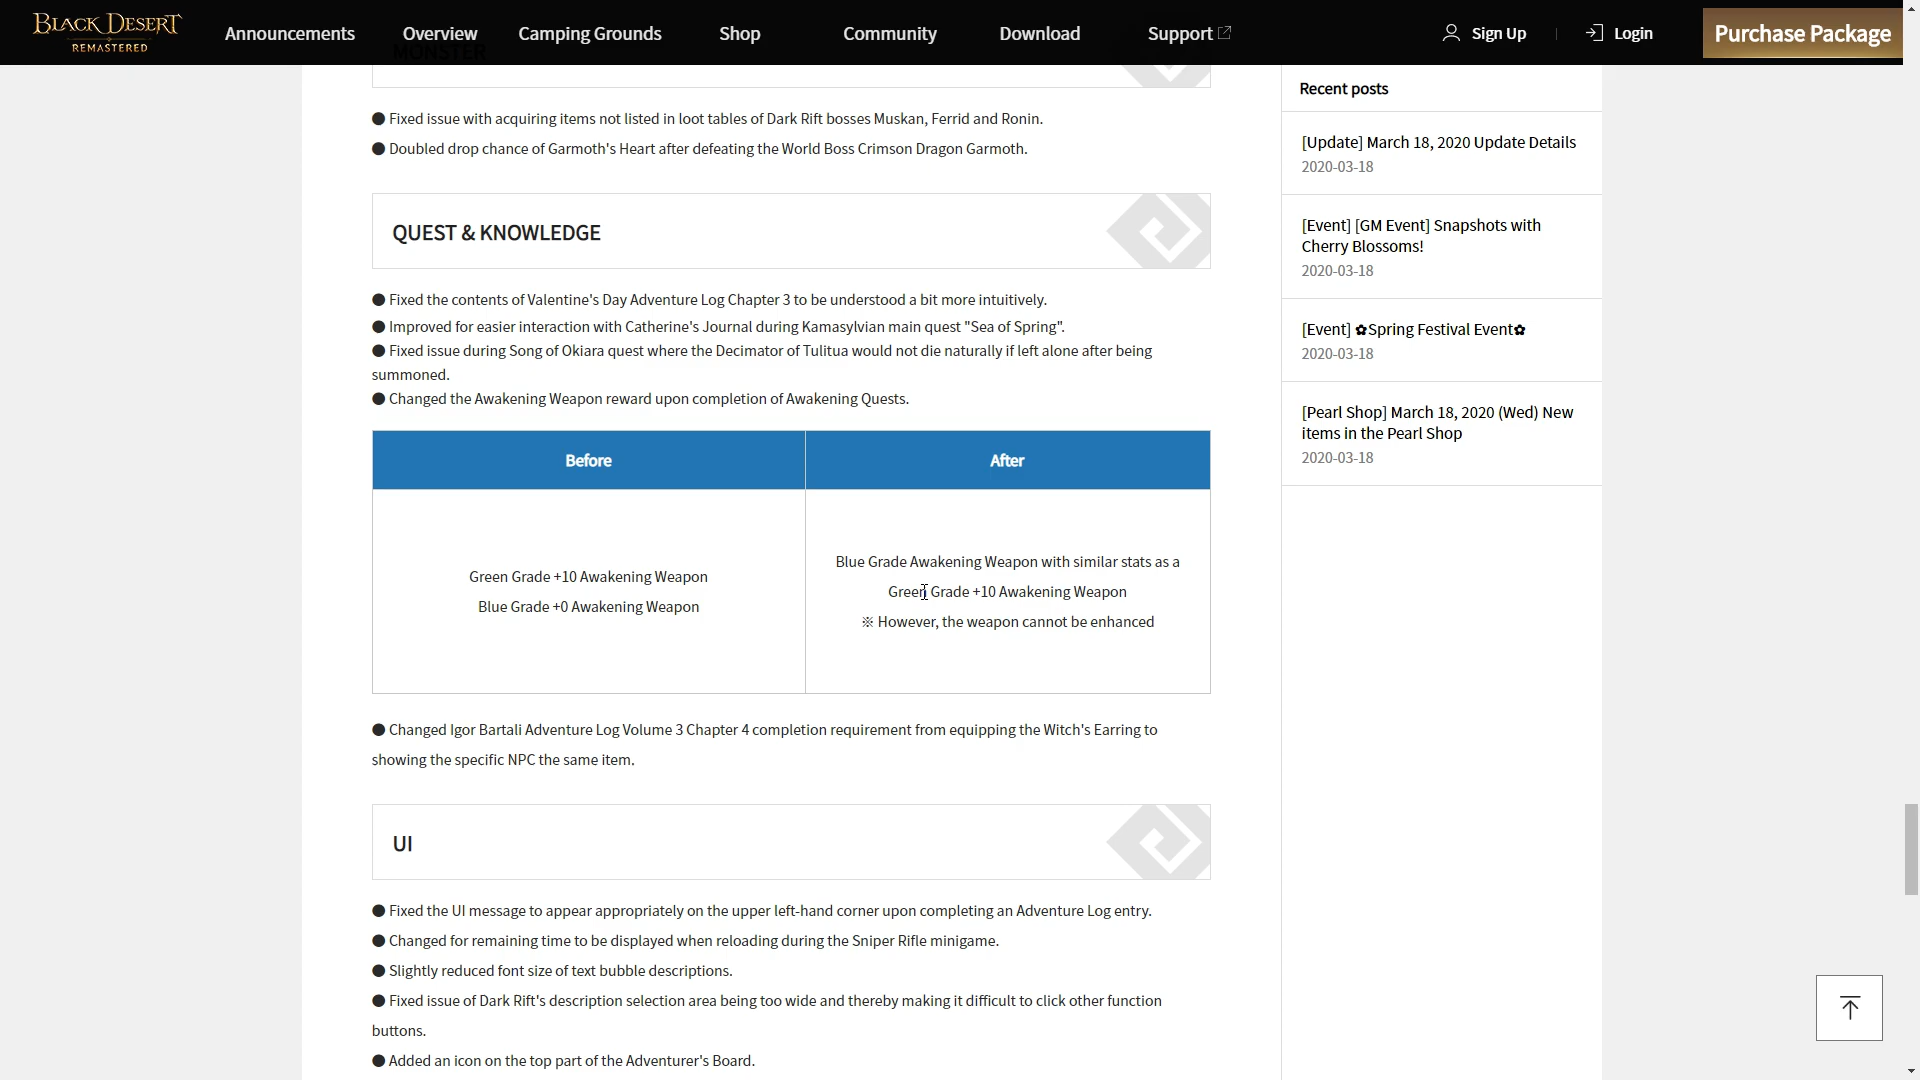 BLACK DESERT
REMASTERED
Announcements
Overview
Camping Grounds
Shop
Community
Download
Support
Sign Up
Login
Purchase Package
MONSTER
● Fixed issue with acquiring items not listed in loot tables of Dark Rift bosses Muskan, Ferrid and Ronin.
● Doubled drop chance of Garmoth's Heart after defeating the World Boss Crimson Dragon Garmoth.
QUEST & KNOWLEDGE
● Fixed the contents of Valentine's Day Adventure Log Chapter 3 to be understood a bit more intuitively.
● Improved for easier interaction with Catherine's Journal during Kamasylvian main quest "Sea of Spring".
● Fixed issue during Song of Okiara quest where the Decimator of Tulitua would not die naturally if left alone after being
summoned.
● Changed the Awakening Weapon reward upon completion of Awakening Quests.
Before
After
Green Grade +10 Awakening Weapon
Blue Grade +0 Awakening Weapon
Blue Grade Awakening Weapon with similar stats as a
Green Grade +10 Awakening Weapon
※ However, the weapon cannot be enhanced
● Changed Igor Bartali Adventure Log Volume 3 Chapter 4 completion requirement from equipping the Witch's Earring to
showing the specific NPC the same item.
UI
● Fixed the UI message to appear appropriately on the upper left-hand corner upon completing an Adventure Log entry.
● Changed for remaining time to be displayed when reloading during the Sniper Rifle minigame.
● Slightly reduced font size of text bubble descriptions.
● Fixed issue of Dark Rift's description selection area being too wide and thereby making it difficult to click other function
buttons.
● Added an icon on the top part of the Adventurer's Board.
Recent posts
[Update] March 18, 2020 Update Details
2020-03-18
[Event] [GM Event] Snapshots with
Cherry Blossoms!
2020-03-18
[Event] ✿Spring Festival Event✿
2020-03-18
[Pearl Shop] March 18, 2020 (Wed) New
items in the Pearl Shop
2020-03-18